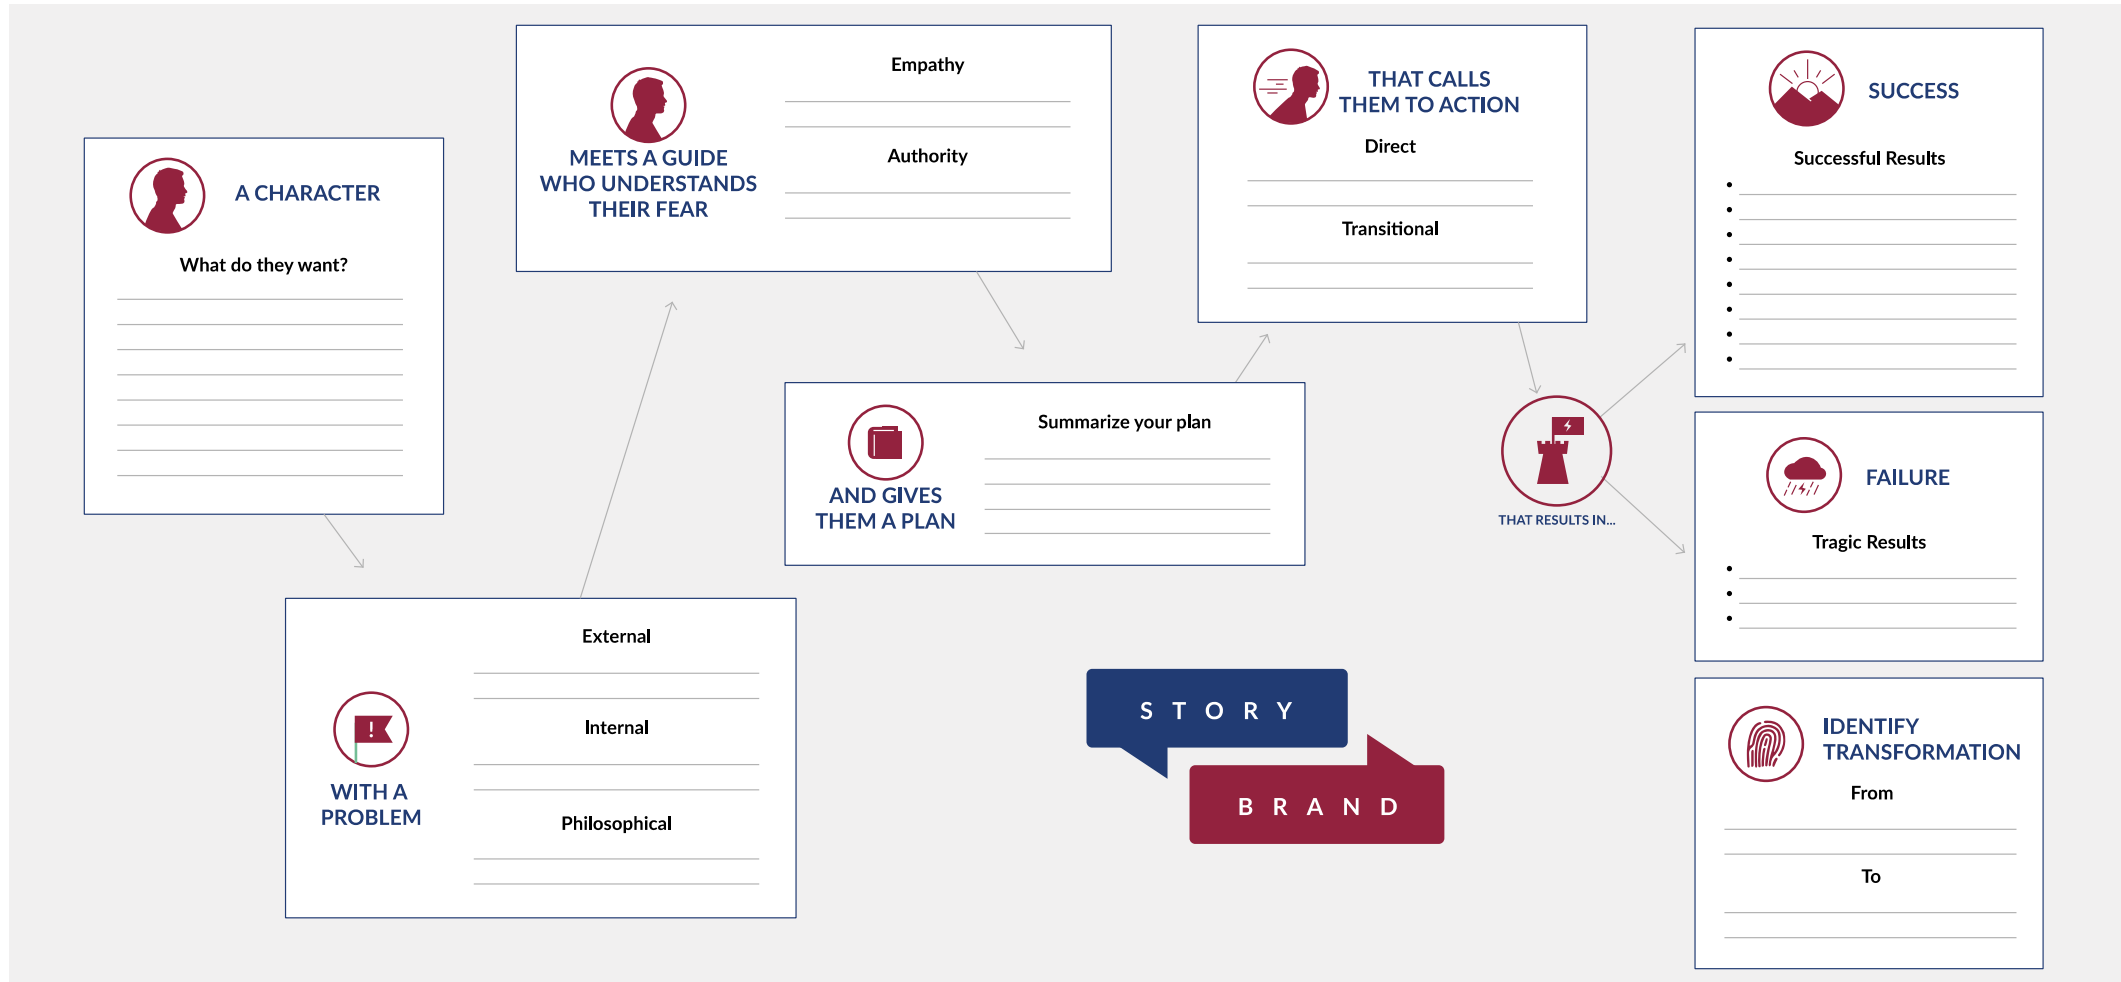 A CHARACTER
What do they want?
WITH A
PROBLEM
External
Internal
Philosophical
MEETS A GUIDE
WHO UNDERSTANDS
THEIR FEAR
Empathy
Authority
AND GIVES
THEM A PLAN
Summarize your plan
THAT CALLS
THEM TO ACTION
Direct
Transitional
THAT RESULTS IN...
SUCCESS
Successful Results
FAILURE
Tragic Results
IDENTIFY
TRANSFORMATION
From
To
STORY
BRAND